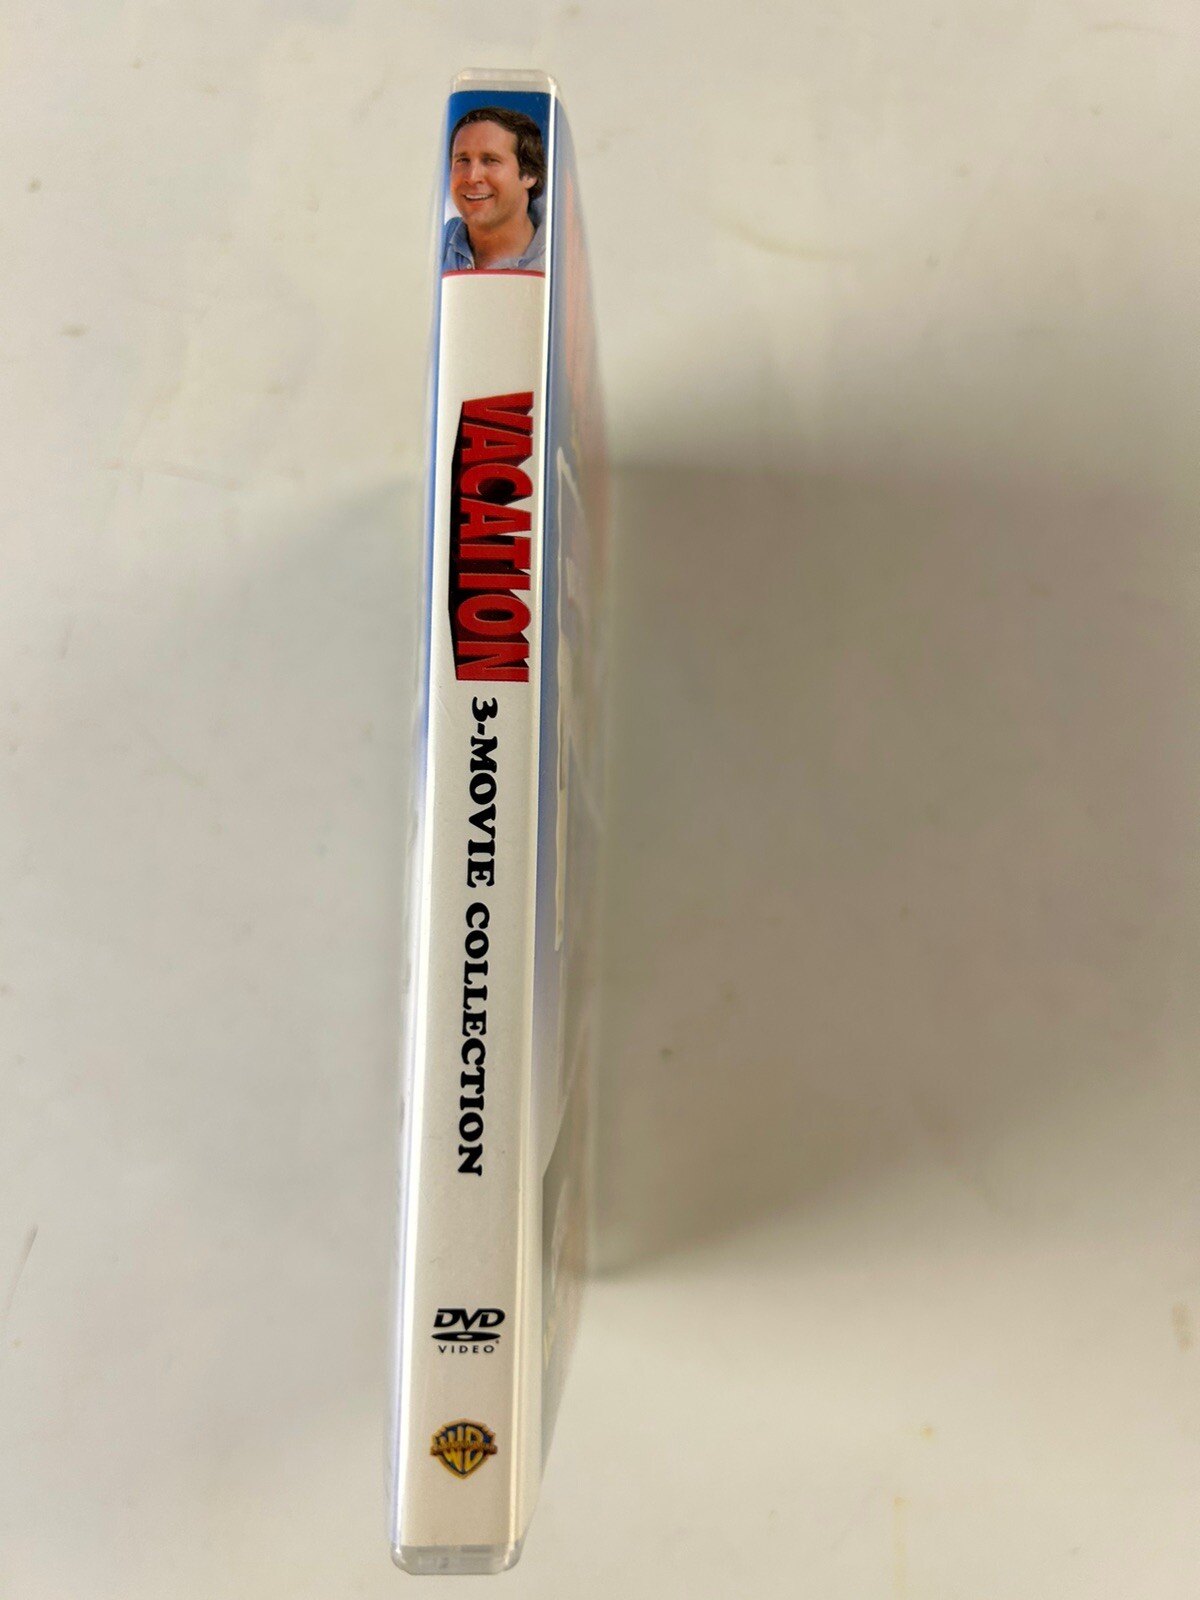 VACATION
3-MOVIE COLLECTION
DVD
VIDEO
WB